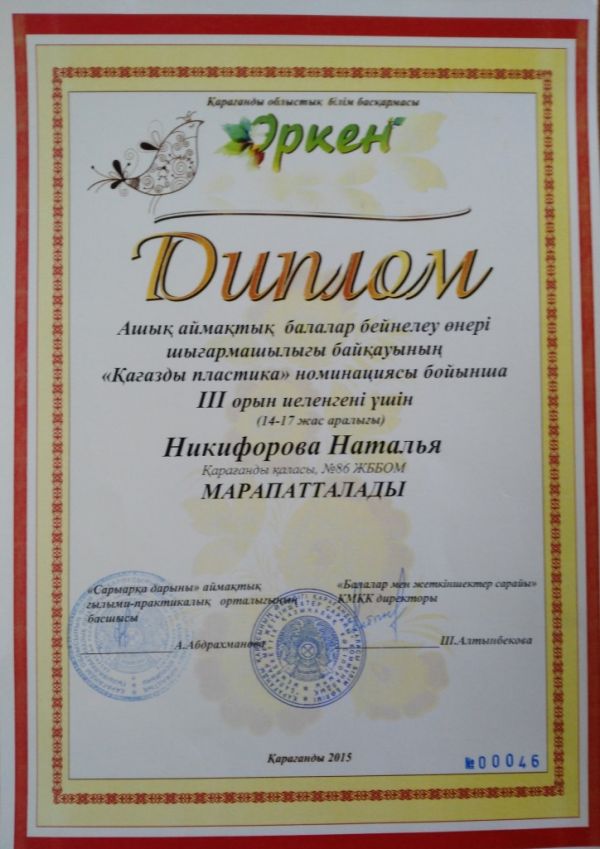 Қарағанды облыстық білім басқармасы
Өркен
Диплом
Ашық аймақтық балалар бейнелеу өнері
шығармашылығы байқауының
«Қағазды пластика» номинациясы бойынша
III орын иеленгені үшін
(14-17 жас аралығы)
Никифорова Наталья
Қарағанды қаласы, №86 ЖББОМ
МАРАПАТТАЛАДЫ
«Сарыарқа дарыны» аймақтық
ғылыми-практикалық орталығының
басшысы
А.Абдрахманова
«Балалар мен жеткіншектер сарайы»
КМКК директоры
Ш.Алтынбекова
Қарағанды 2015
№00046